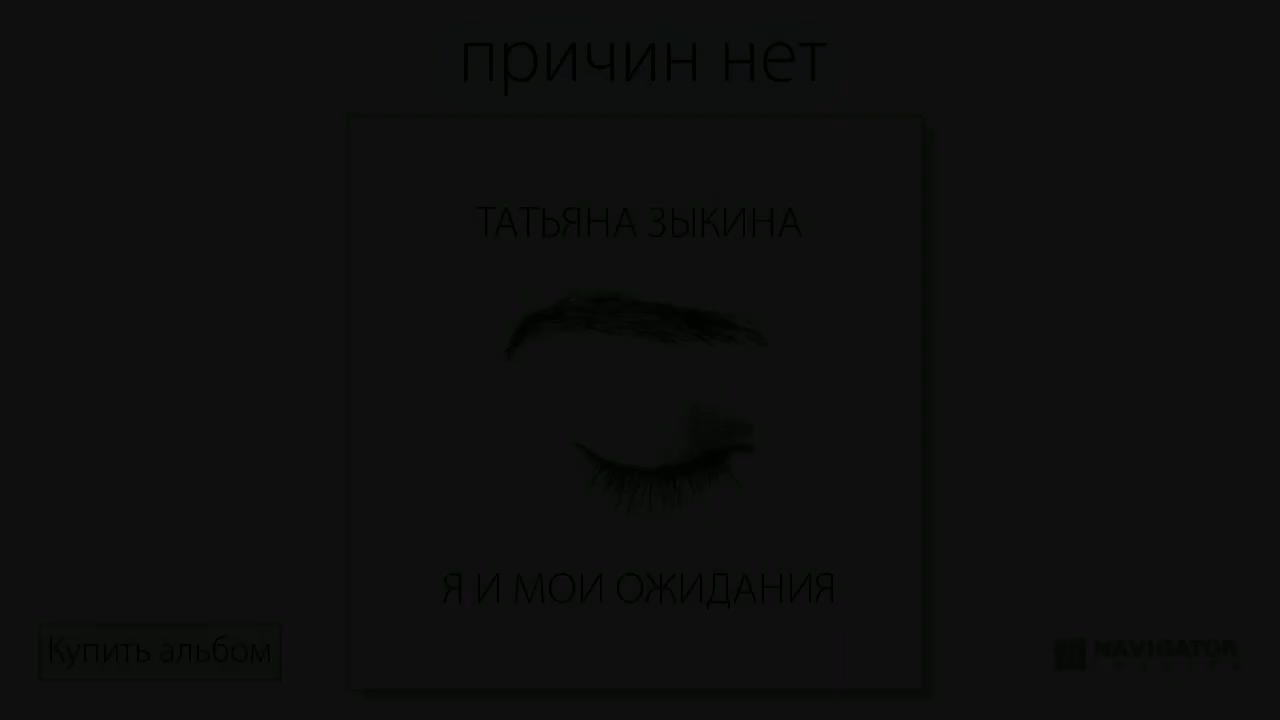 причин нет
ТАТЬЯНА ЗЫКИНА
Я И МОИ ОЖИДАНИЯ
Купить альбом
NAVIGATOR